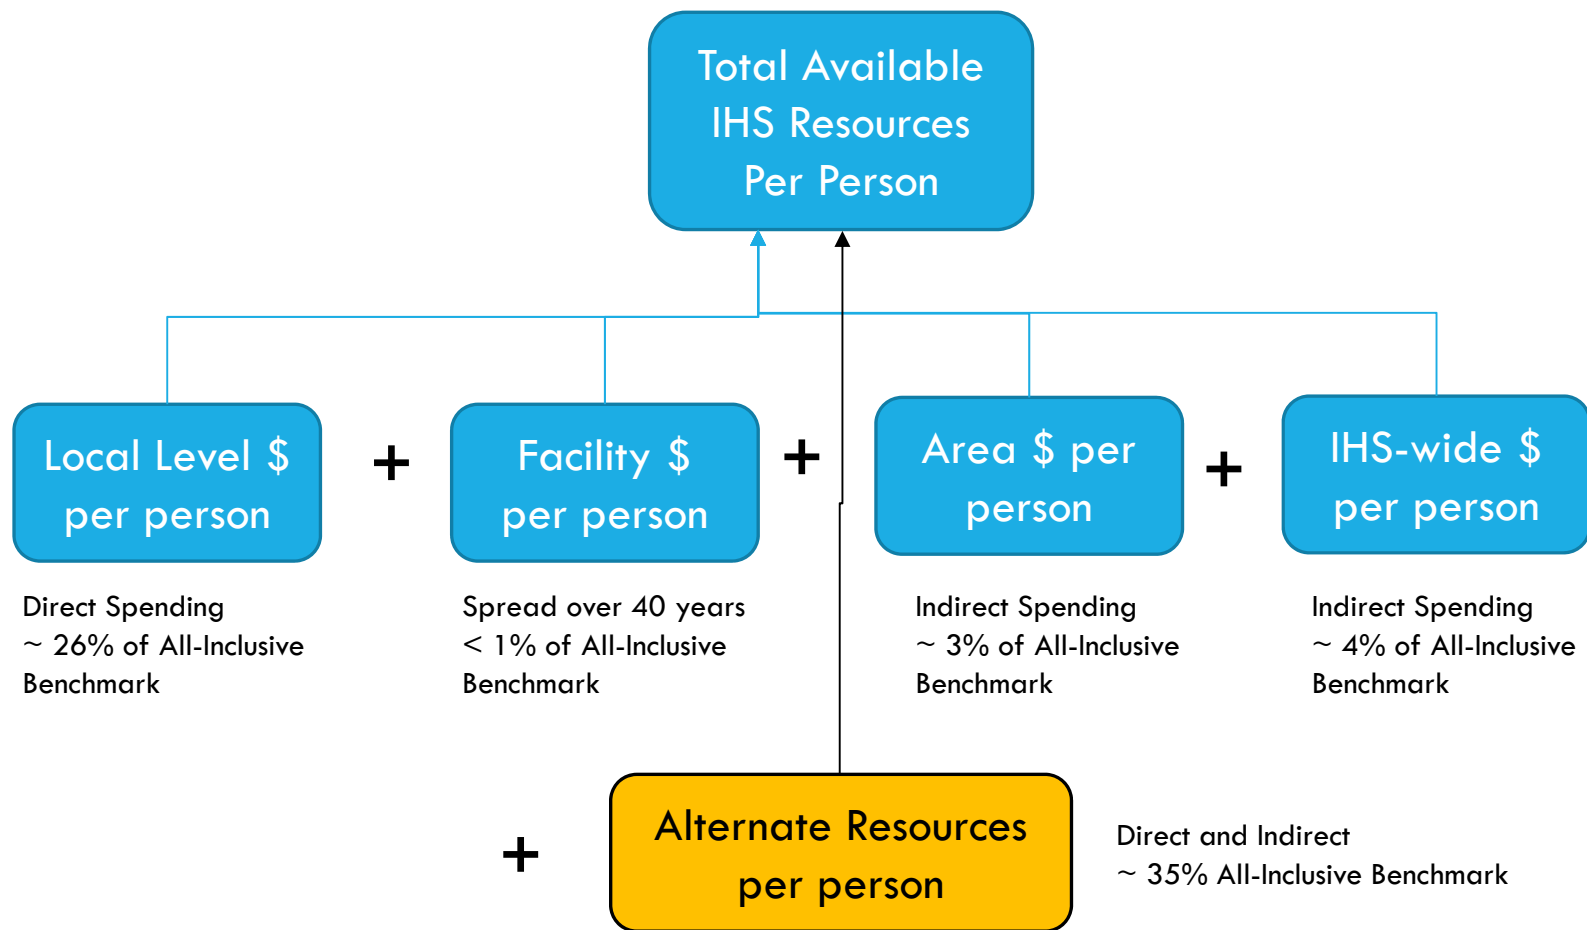 Total Available
IHS Resources
Per Person
Local Level $
per person
+
Facility $
per person
+
Area $ per
person
+
IHS-wide $
per person
Direct Spending
~ 26% of All-Inclusive
Benchmark
Spread over 40 years
< 1% of All-Inclusive
Benchmark
Indirect Spending
~ 3% of All-Inclusive
Benchmark
Indirect Spending
~ 4% of All-Inclusive
Benchmark
+
Alternate Resources
per person
Direct and Indirect
~ 35% All-Inclusive Benchmark